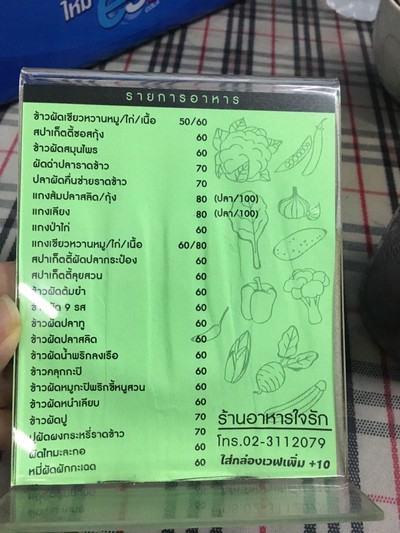 ใหม่
รายการอาหาร
ข้าวผัดเขียวหวานหมู/ไก่/เนื้อ 50/60
สปาเก็ตตี้ซอสกุ้ง 60
ข้าวผัดสมุนไพร 60
ผัดฉ่าปลาราดข้าว 70
ปลาผัดคื่นช่ายราดข้าว 70
แกงส้มปลาสลิด/กุ้ง 80 (ปลา/100)
แกงเลียง 80 (ปลา/100)
แกงป่าไก่ 60
แกงเขียวหวานหมู/ไก่/เนื้อ 60/80
สปาเก็ตตี้ผัดปลากระป๋อง 60
สปาเก็ตตี้ลุยสวน 60
ข้าวผัดต้มยำ 60
ข้าวผัด 9 รส 60
ข้าวผัดปลาทู 60
ข้าวผัดปลาสลิด 60
ข้าวผัดน้ำพริกลงเรือ 60
ข้าวคลุกกะปิ 60
ข้าวผัดหมูกะปิพริกขี้หนูสวน 60
ข้าวผัดหนำเลียบ 60
ข้าวผัดปู 70
ปูผัดผงกระหรี่ราดข้าว 70
ผัดไทมะละกอ 60
หมี่ผัดผักกะเฉด 60
ร้านอาหารใจรัก
โทร.02-3112079
ใส่กล่องเวฟเพิ่ม +10